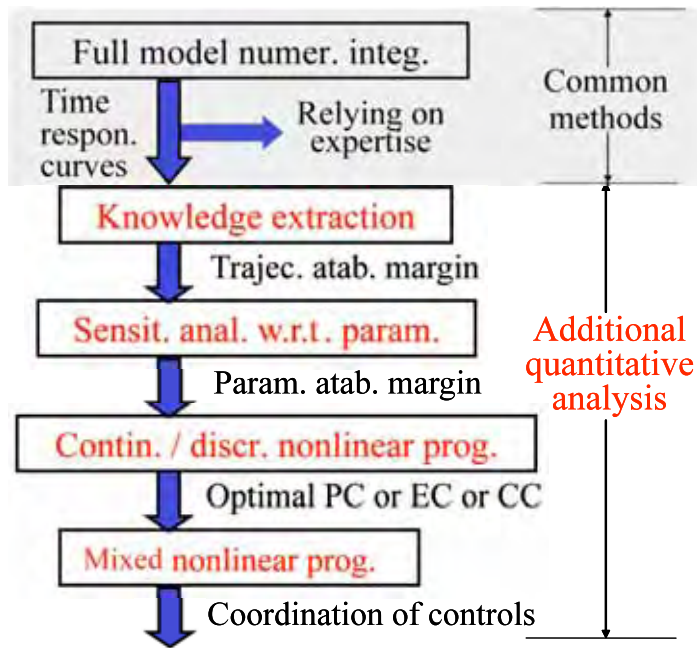 Full model numer. integ.
Time
respon.
curves
Relying on
expertise
Common
methods
Knowledge extraction
Trajec. atab. margin
Sensit. anal. w.r.t. param.
Param. atab. margin
Contin. / discr. nonlinear prog.
Optimal PC or EC or CC
Mixed nonlinear prog.
Coordination of controls
Additional
quantitative
analysis